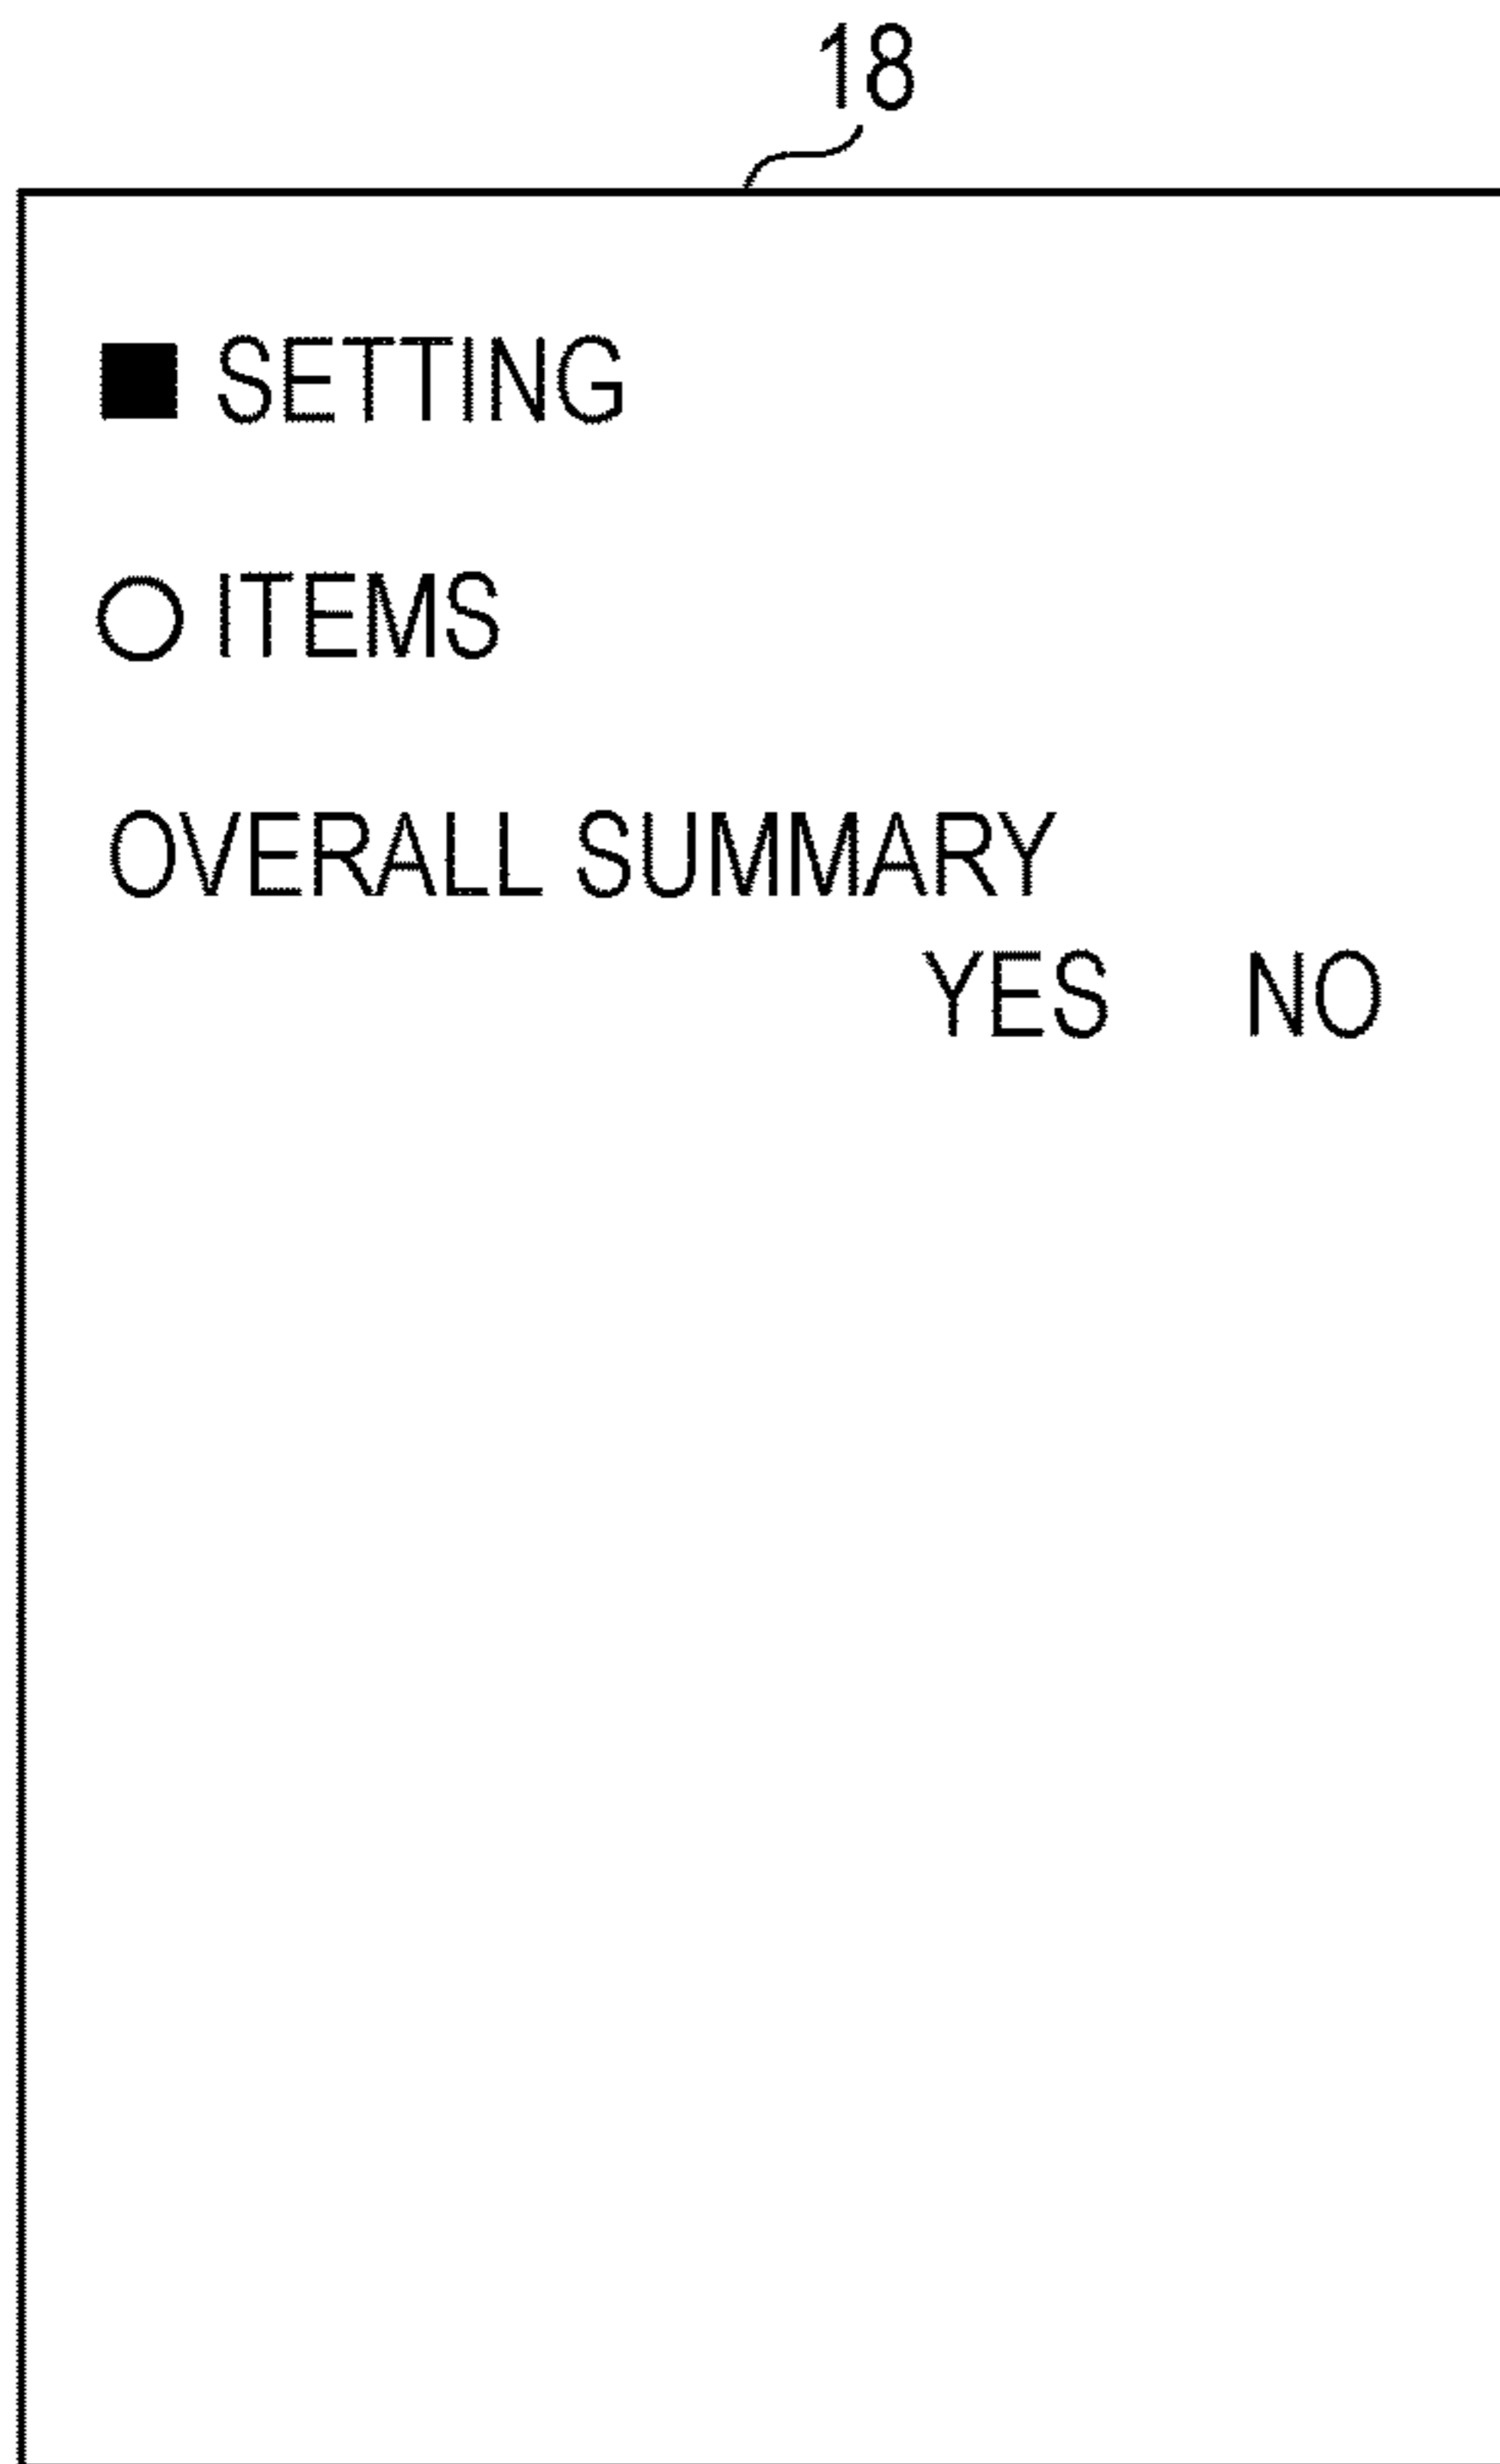 18
■ SETTING
○ ITEMS
OVERALL SUMMARY
YES NO